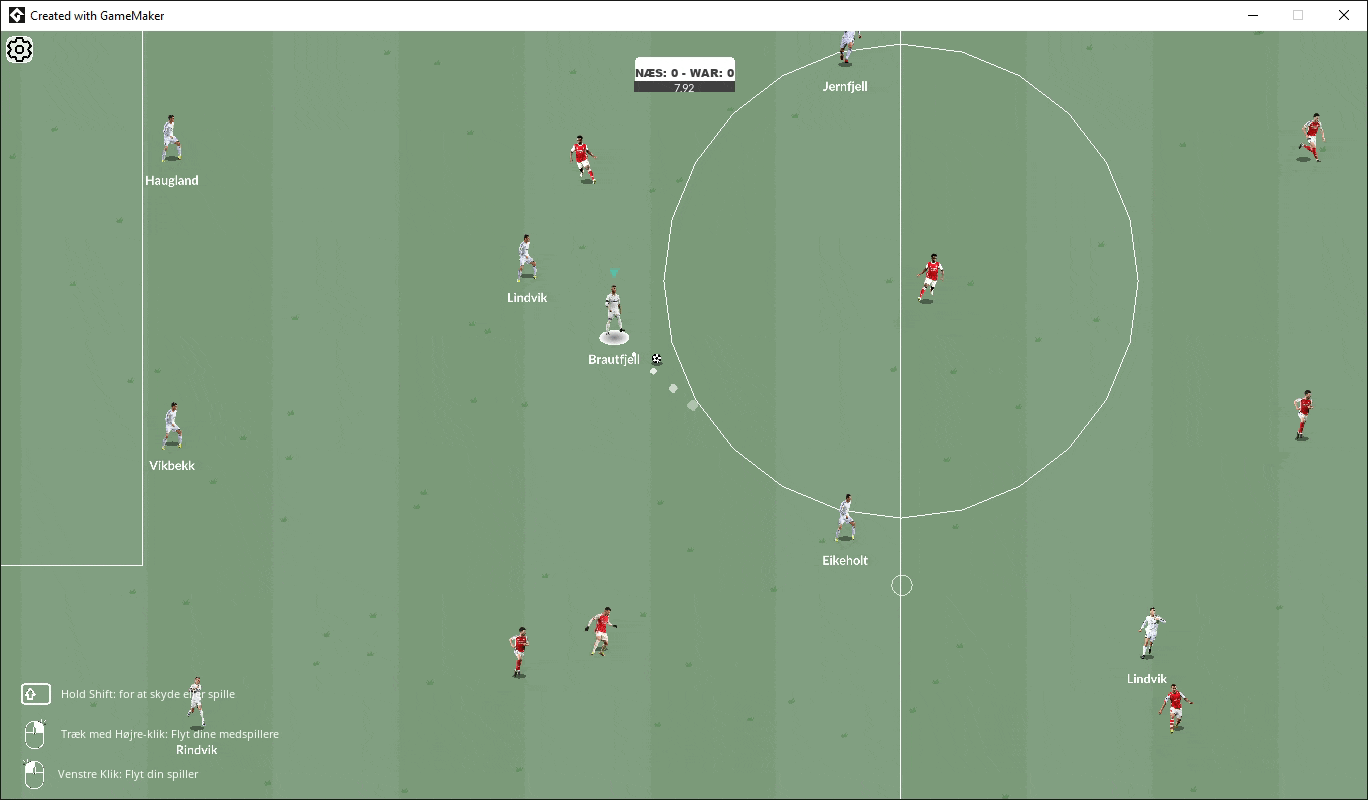 Created with GameMaker
NÆS: 0 - WAR: 0
7.92
Jernfjell
Haugland
Lindvik
Brautfjell
Vikbekk
Eikeholt
Lindvik
Hold Shift: for at skyde eller spille
Træk med Højre-klik: Flyt dine medspillere
Rindvik
Venstre Klik: Flyt din spiller